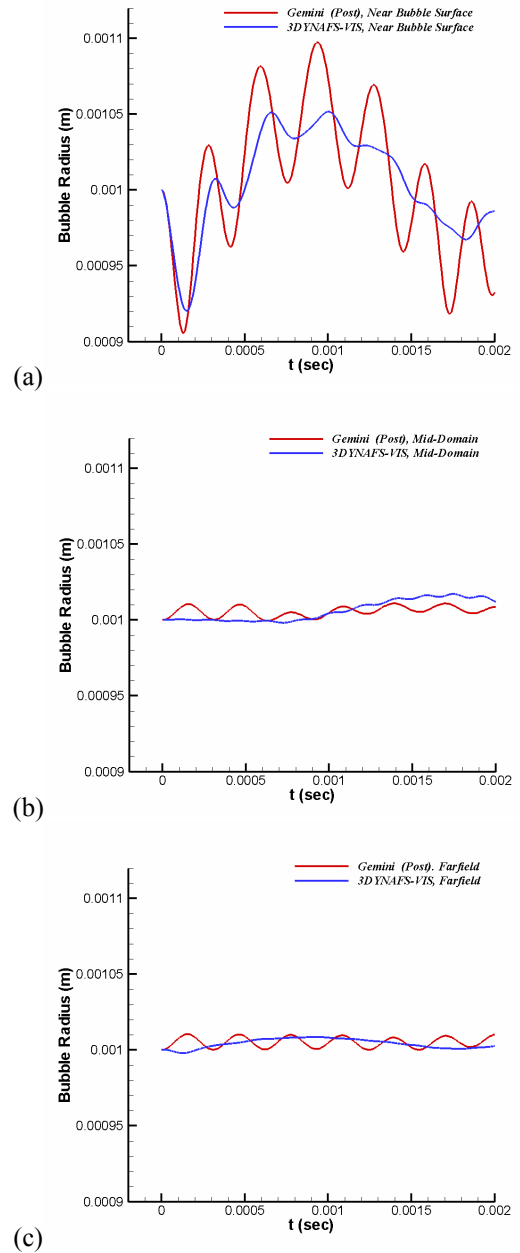 Gemini (Post), Near Bubble Surface
3DYNAFS-VIS, Near Bubble Surface
0.0011
0.00105
0.001
0.00095
0.0009
Bubble Radius (m)
0
0.0005
0.001
0.0015
0.002
t (sec)
(a)
Gemini (Post), Mid-Domain
3DYNAFS-VIS, Mid-Domain
0.0011
0.00105
0.001
0.00095
0.0009
Bubble Radius (m)
0
0.0005
0.001
0.0015
0.002
t (sec)
(b)
Gemini (Post). Farfield
3DYNAFS-VIS, Farfield
0.0011
0.00105
0.001
0.00095
0.0009
Bubble Radius (m)
0
0.0005
0.001
0.0015
0.002
t (sec)
(c)